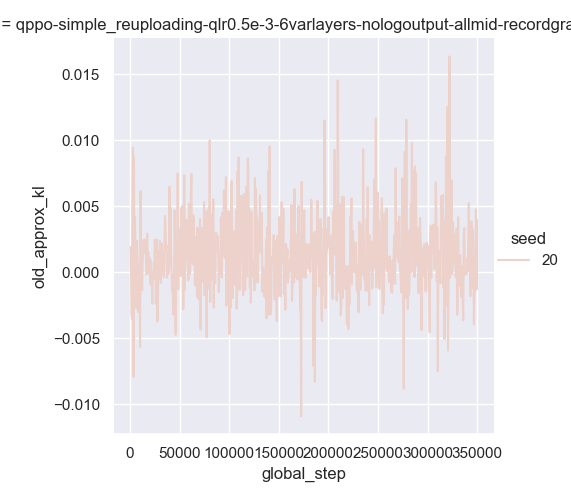 = qppo-simple_reuploading-qlr0.5e-3-6varlayers-nologoutput-allmid-recordgra
0.015
0.010
0.005
0.000
−0.005
−0.010
old_approx_kl
0 50000 100000 150000 200000 250000 300000 350000
global_step
seed
20